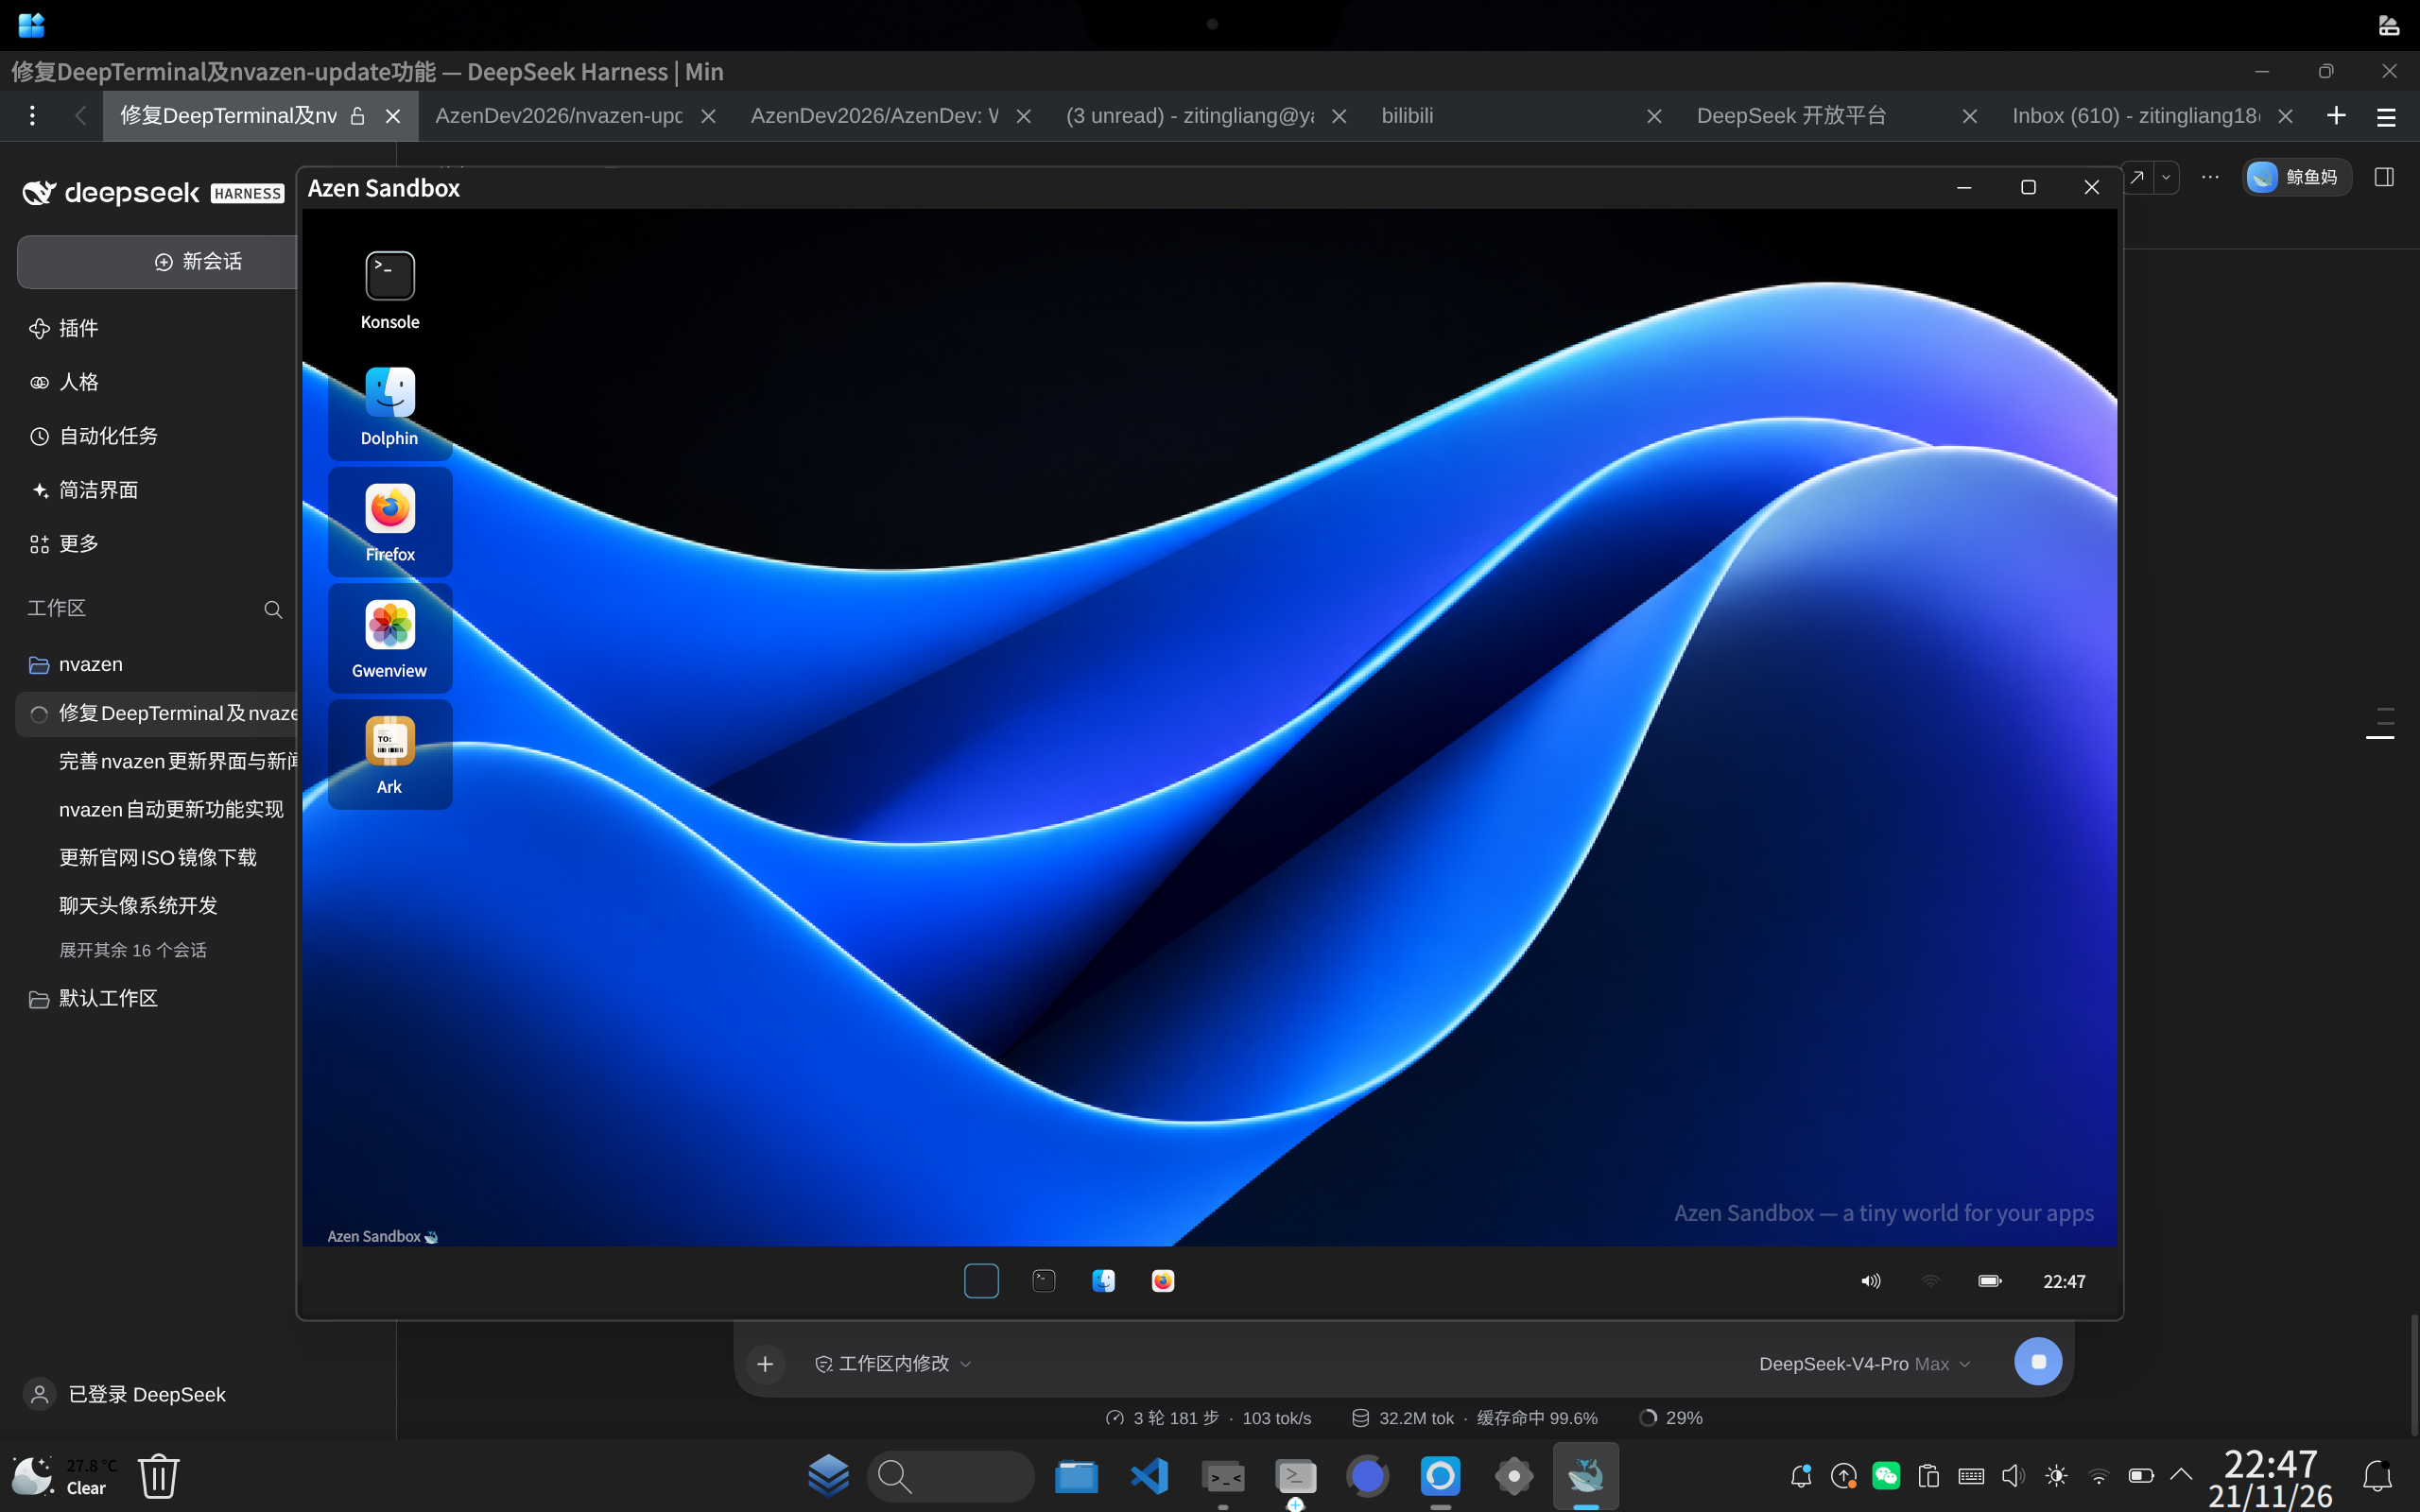 修复DeepTerminal及nvazen-update功能 — DeepSeek Harness | Min
修复DeepTerminal及nv
AzenDev2026/nvazen-upd
AzenDev2026/AzenDev: W
(3 unread) - zitingliang@ya
bilibili
DeepSeek 开放平台
Inbox (610) - zitingliang18
deepseek HARNESS
新会话
插件
人格
自动化任务
简洁界面
更多
工作区
nvazen
修复DeepTerminal及nvaze
完善nvazen更新界面与新闻
nvazen自动更新功能实现
更新官网ISO镜像下载
聊天头像系统开发
展开其余 16 个会话
默认工作区
已登录 DeepSeek
鲸鱼妈
Azen Sandbox
Konsole
Dolphin
Firefox
Gwenview
TO:
Ark
Azen Sandbox — a tiny world for your apps
Azen Sandbox
22:47
工作区内修改
DeepSeek-V4-Pro Max
3 轮 181 步 · 103 tok/s
32.2M tok · 缓存命中 99.6%
29%
27.8 °C
Clear
22:47
21/11/26